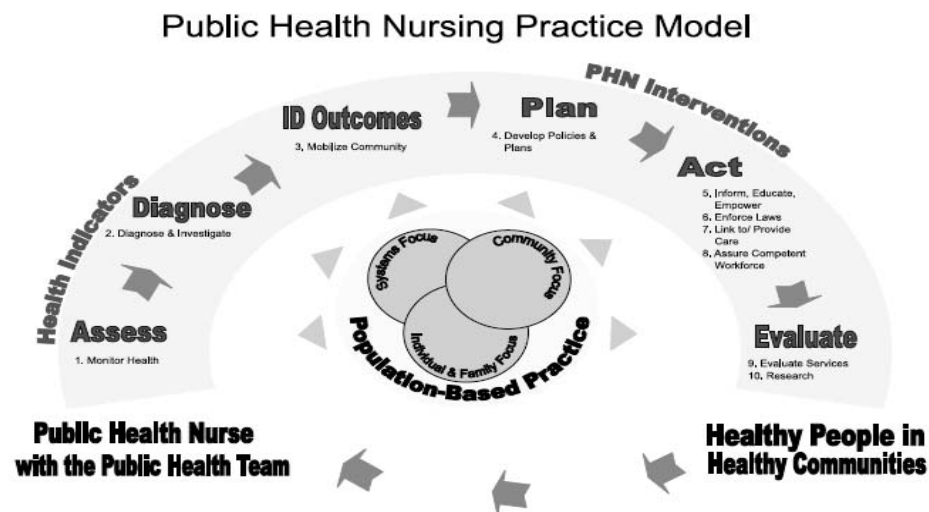 Public Health Nursing Practice Model
Health Indicators
PHN Interventions
Assess
1. Monitor Health
Diagnose
2. Diagnose & Investigate
ID Outcomes
3. Mobilize Community
Plan
4. Develop Policies &
Plans
Act
5. Inform, Educate,
Empower
6. Enforce Laws
7. Link to/ Provide
Care
8. Assure Competent
Workforce
Evaluate
9. Evaluate Services
10. Research
Systems Focus
Community Focus
Individual & Family Focus
Population-Based Practice
Public Health Nurse
with the Public Health Team
Healthy People in
Healthy Communities